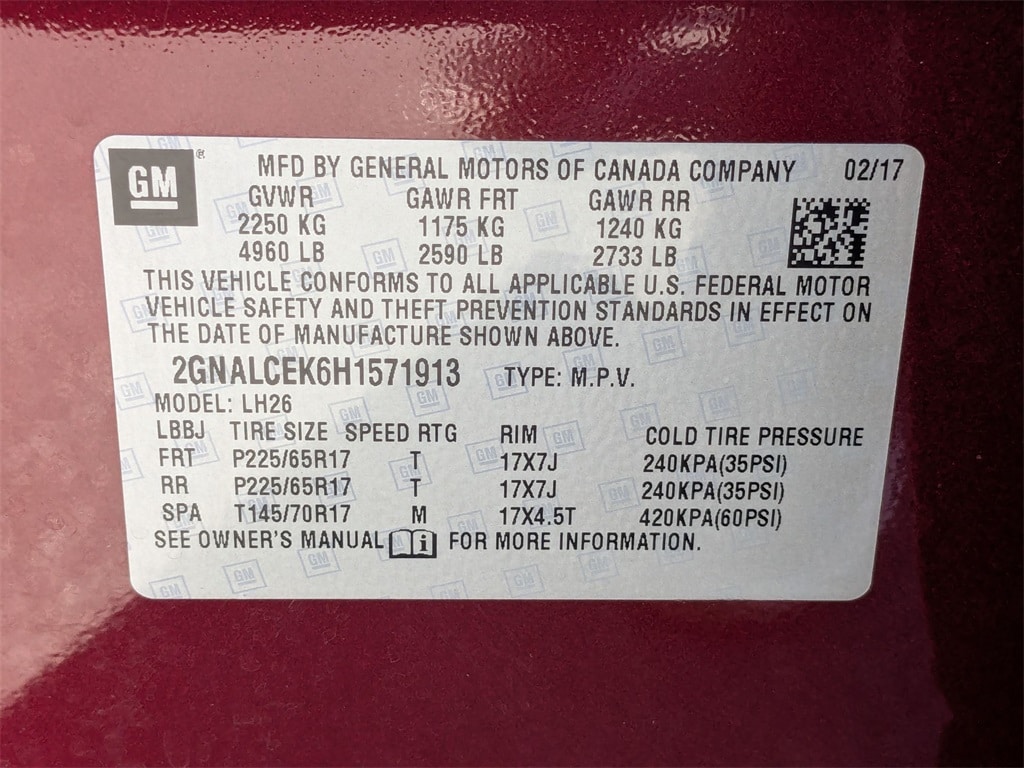 GM®
MFD BY GENERAL MOTORS OF CANADA COMPANY 02/17
GVWR GAWR FRT GAWR RR
2250 KG 1175 KG 1240 KG
4960 LB 2590 LB 2733 LB
THIS VEHICLE CONFORMS TO ALL APPLICABLE U.S. FEDERAL MOTOR
VEHICLE SAFETY AND THEFT PREVENTION STANDARDS IN EFFECT ON
THE DATE OF MANUFACTURE SHOWN ABOVE.
2GNALCEK6H1571913 TYPE: M.P.V.
MODEL: LH26
LBBJ TIRE SIZE SPEED RTG RIM COLD TIRE PRESSURE
FRT P225/65R17 T 17X7J 240KPA(35PSI)
RR P225/65R17 T 17X7J 240KPA(35PSI)
SPA T145/70R17 M 17X4.5T 420KPA(60PSI)
SEE OWNER'S MANUAL i FOR MORE INFORMATION.